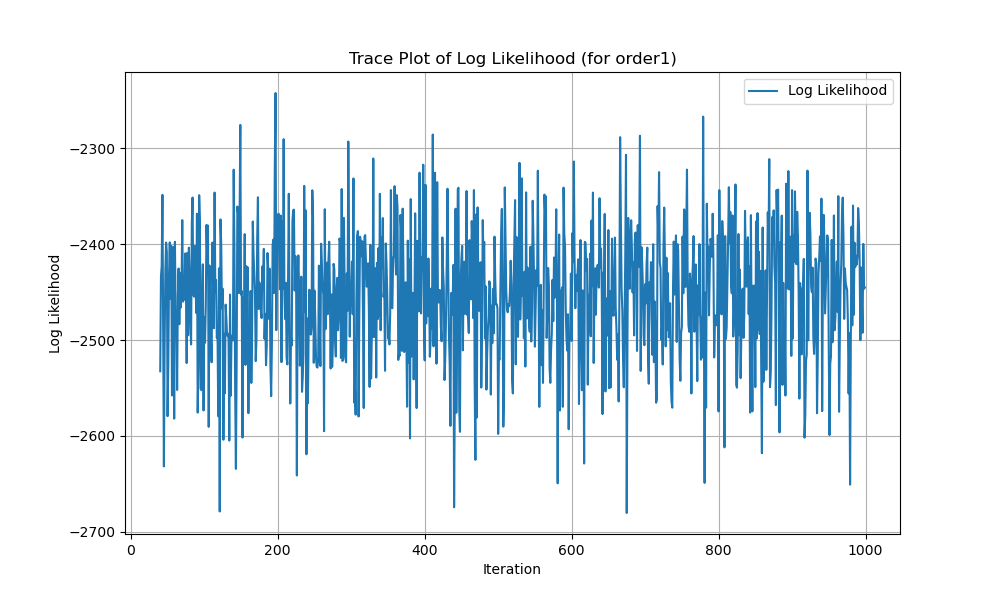 Trace Plot of Log Likelihood (for order1)
Log Likelihood
−2300
−2400
−2500
−2600
−2700
Log Likelihood
0 200 400 600 800 1000
Iteration